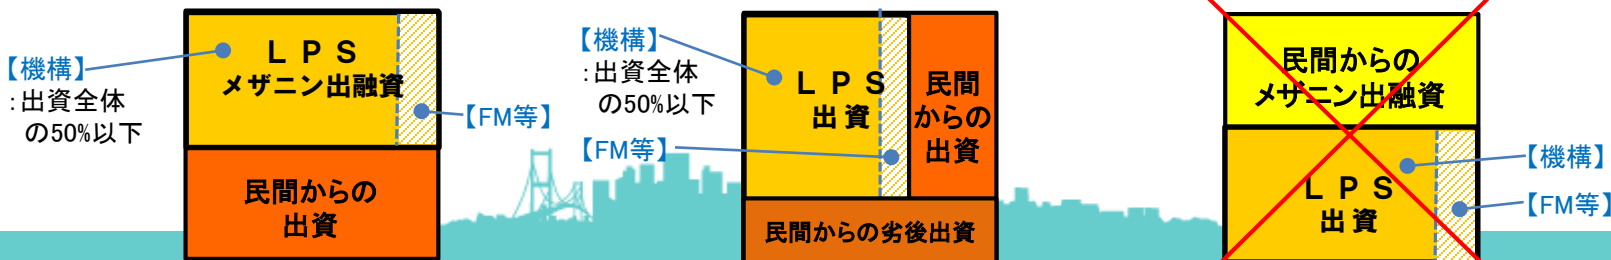 【機構】
：出資全体
の50%以下
ＬＰＳ
メザニン出融資
【FM等】
民間からの
出資
【機構】
：出資全体
の50%以下
【FM等】
ＬＰＳ
出資
民間
からの
出資
民間からの劣後出資
民間からの
メザニン出融資
ＬＰＳ
出資
【機構】
【FM等】